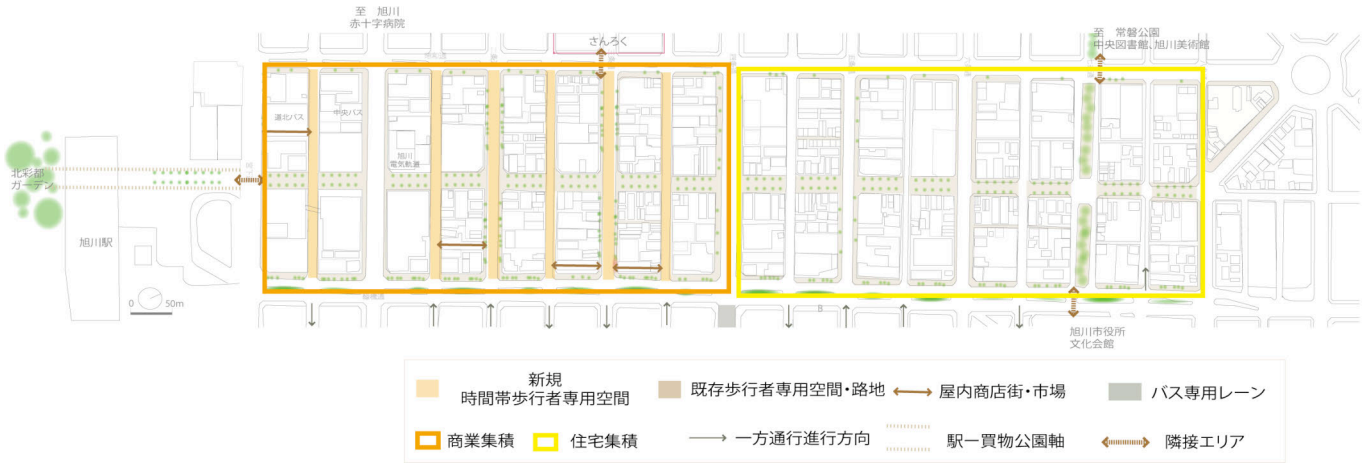 至 旭川
赤十字病院
さんろく
至 常磐公園
中央図書館、旭川美術館
道北バス
中央バス
旭川
電気軌道
北彩都
ガーデン
旭川駅
0 50m
旭川市役所
文化会館
新規
時間帯歩行者専用空間
既存歩行者専用空間・路地
屋内商店街・市場
バス専用レーン
商業集積
住宅集積
一方通行進行方向
駅ー買物公園軸
隣接エリア